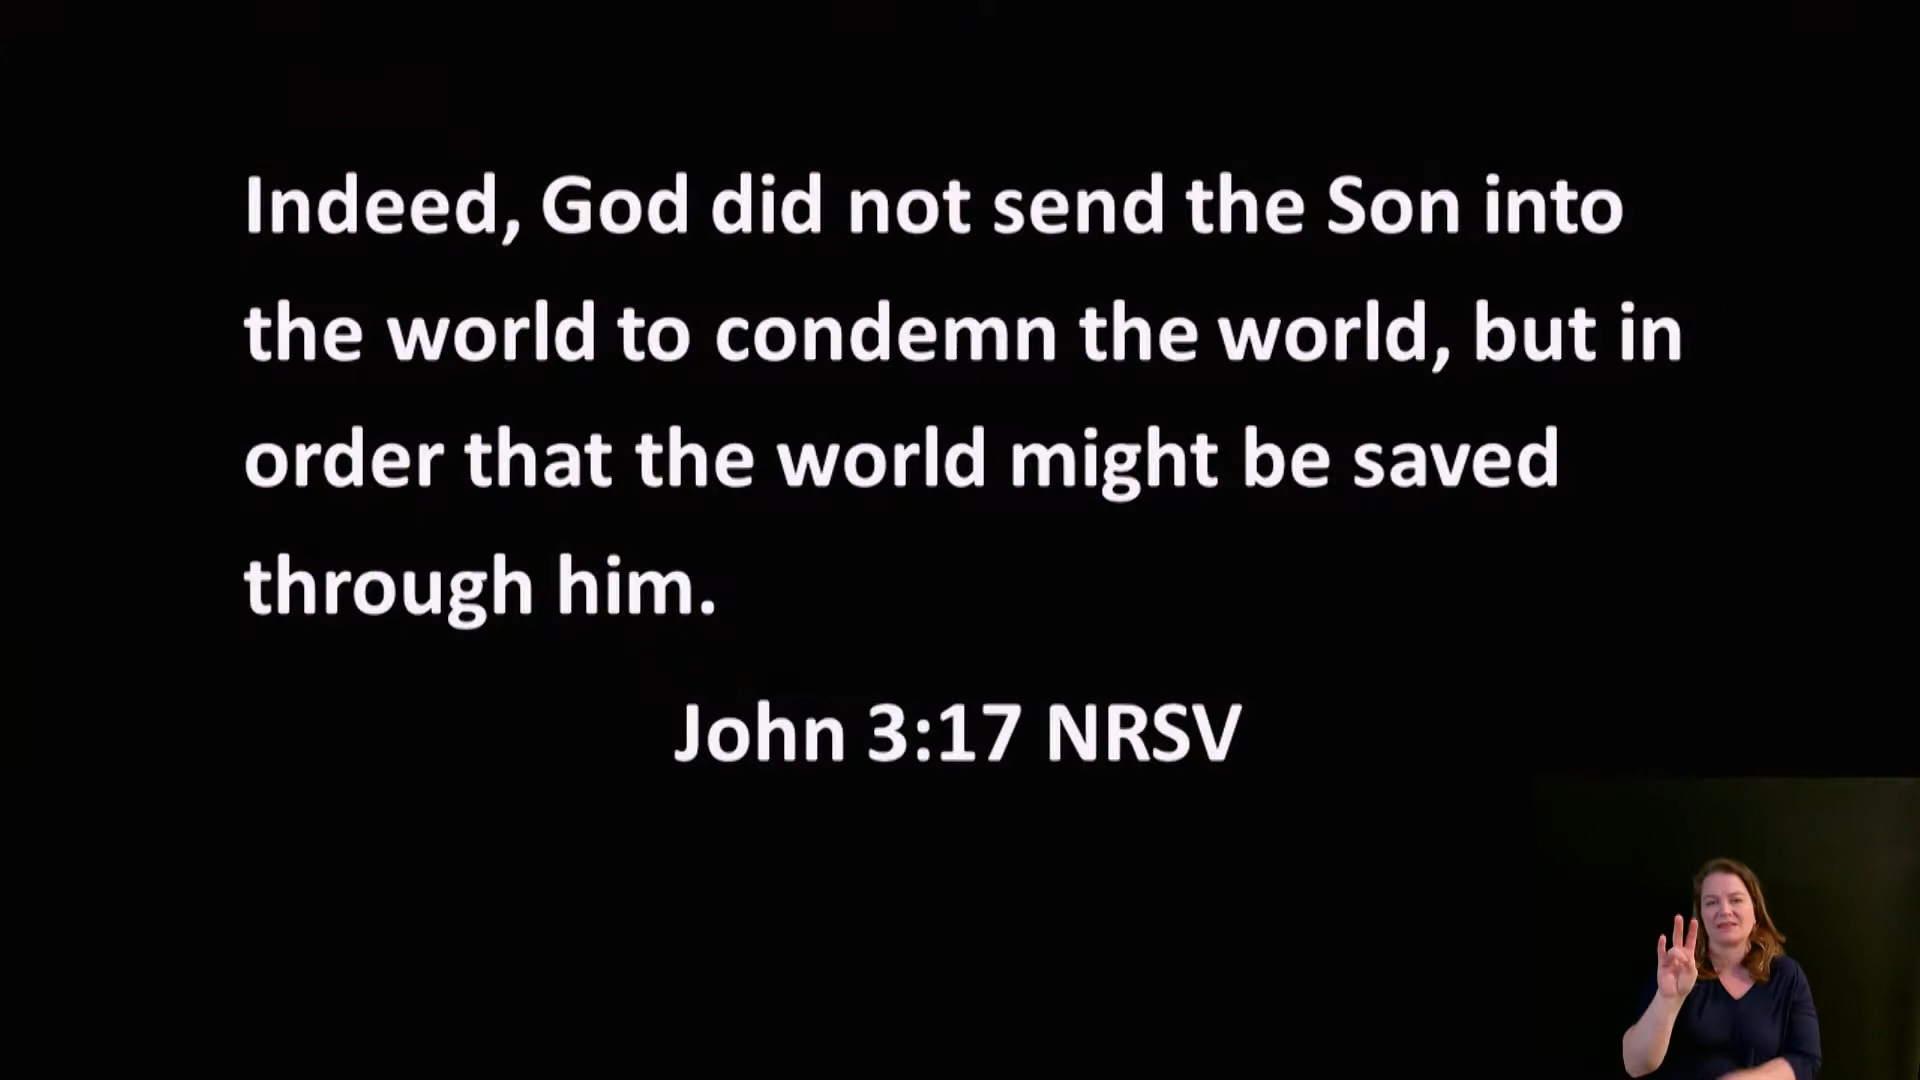 Indeed, God did not send the Son into
the world to condemn the world, but in
order that the world might be saved
through him.
John 3:17 NRSV